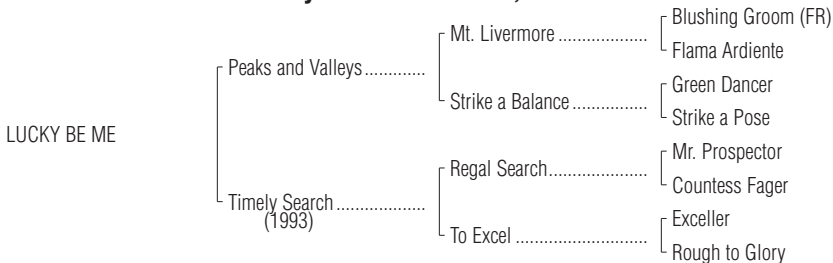 Blushing Groom (FR)
Mt. Livermore ...................
Flama Ardiente
Peaks and Valleys .............
Green Dancer
Strike a Balance ................
Strike a Pose
LUCKY BE ME
Mr. Prospector
Regal Search .....................
Countess Fager
Timely Search ...................
(1993)
Exceller
To Excel ............................
Rough to Glory